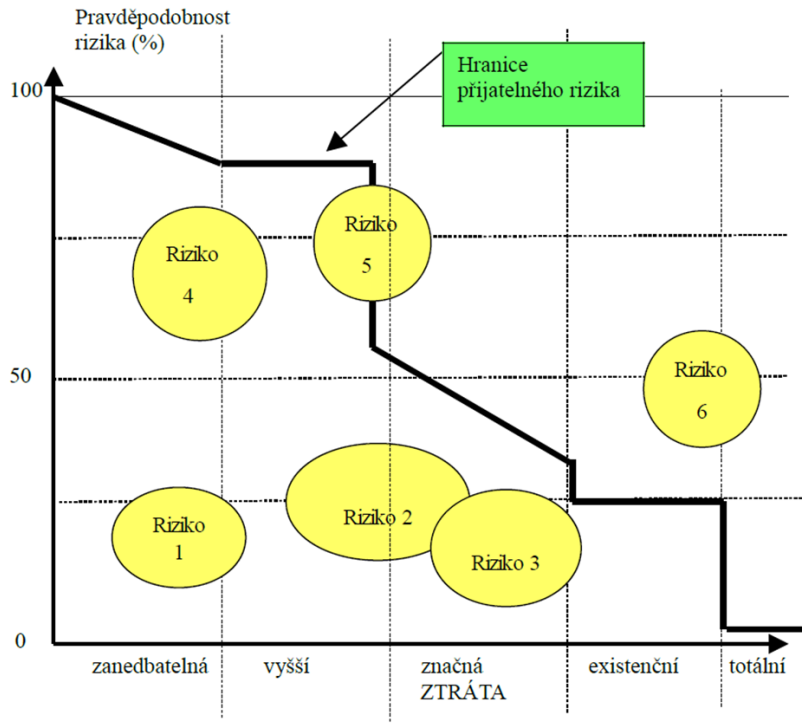 Pravděpodobnost
rizika (%)
Hranice
přijatelného rizika
100
Riziko
5
Riziko
4
50
Riziko
6
Riziko 2
Riziko
1
Riziko 3
0
zanedbatelná vyšší značná existenční totální
ZTRÁTA